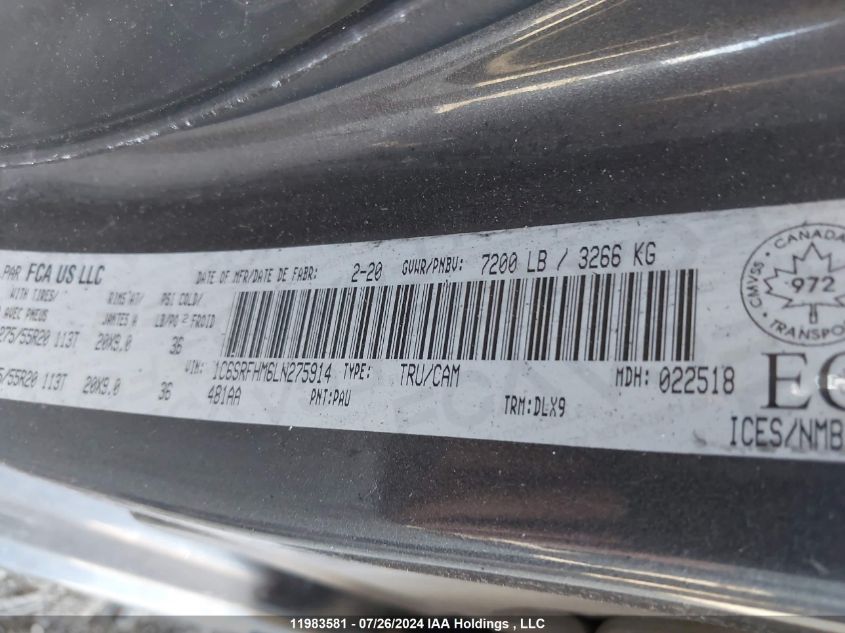 PAR FCA US LLC
DATE OF MFR/DATE DE FABR: 2-20 GVWR/PNBV: 7200 LB / 3266 KG
WITH TIRES/ RIMS AT/ PSI COLD/
AVEC PNEUS JANTES A LB/PO² FROID
275/55R20 113T 20X9.0 36
/55R20 113T 20X9.0 36
VIN: 1C6SRFHM6LN275914 TYPE: TRU/CAM MDH: 022518
481AA PNT:PAU TRM:DLX9
CANADA
CMVSS
972
TRANSPOR
EC
ICES/NMB
11983581 / 07/26/2024 IAA Holdings , LLC